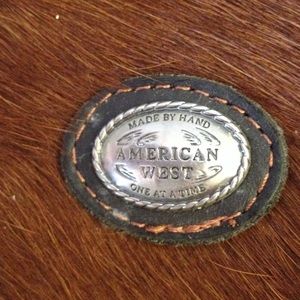 MADE BY HAND
AMERICAN
WEST
ONE AT A TIME